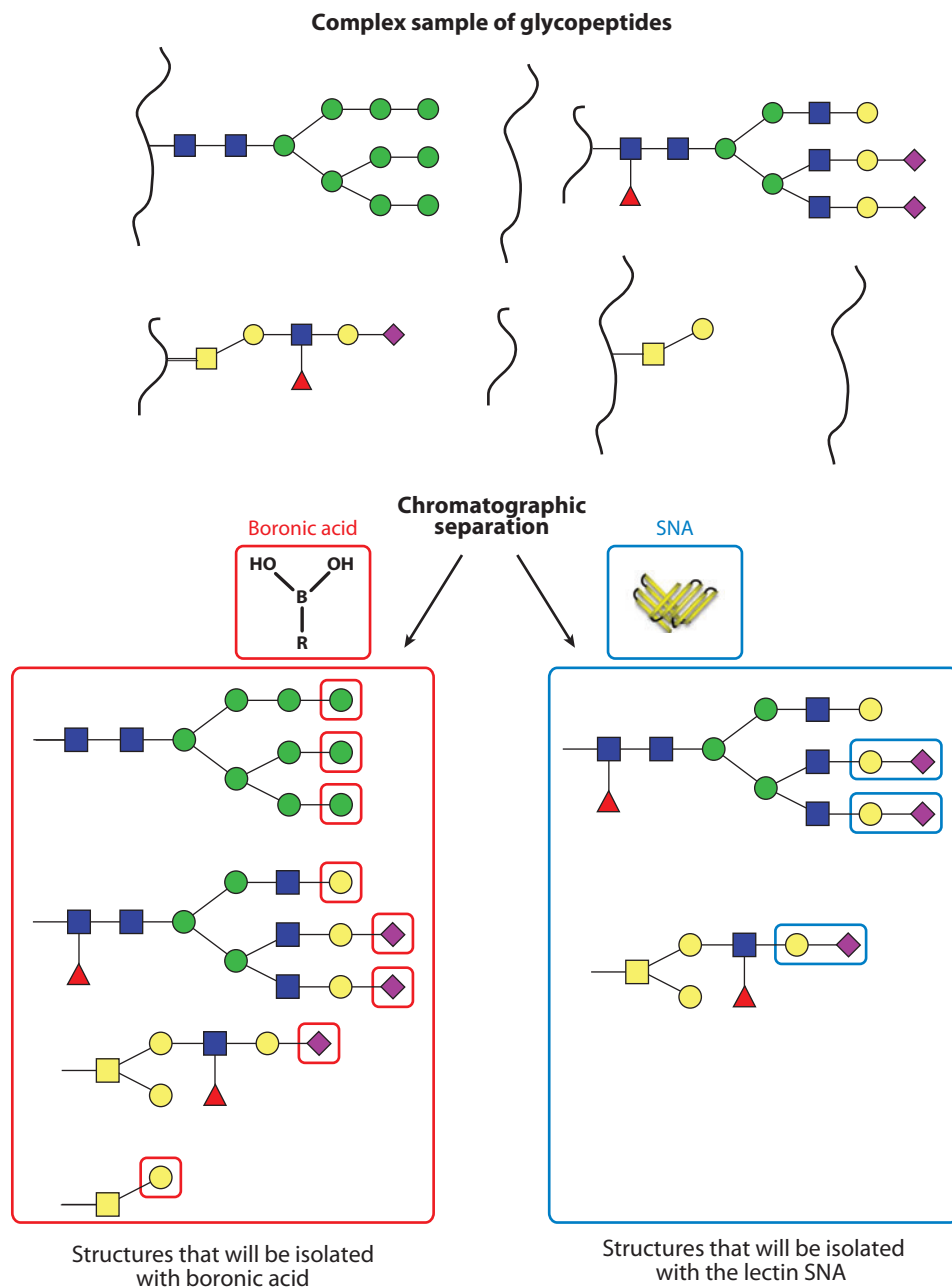 Complex sample of glycopeptides
Chromatographic
separation
Boronic acid
HO
OH
B
R
SNA
Structures that will be isolated
with boronic acid
Structures that will be isolated
with the lectin SNA